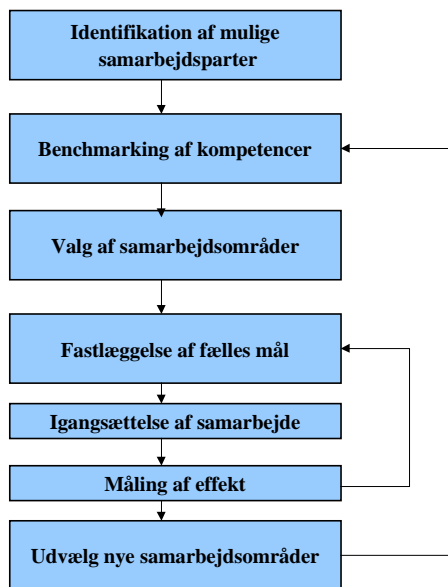 Identifikation af mulige
samarbejdsparter
Benchmarking af kompetencer
Valg af samarbejdsområder
Fastlæggelse af fælles mål
Igangsættelse af samarbejde
Måling af effekt
Udvælg nye samarbejdsområder